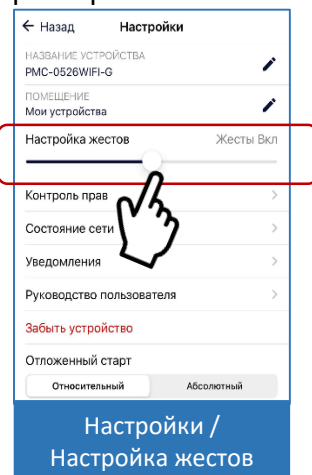 ← Назад Настройки
НАЗВАНИЕ УСТРОЙСТВА
PMC-0526WIFI-G
ПОМЕЩЕНИЕ
Мои устройства
Настройка жестов Жесты Вкл
Контроль прав
Состояние сети
Уведомления
Руководство пользователя
Забыть устройство
Отложенный старт
Относительный Абсолютный
Настройки /
Настройка жестов